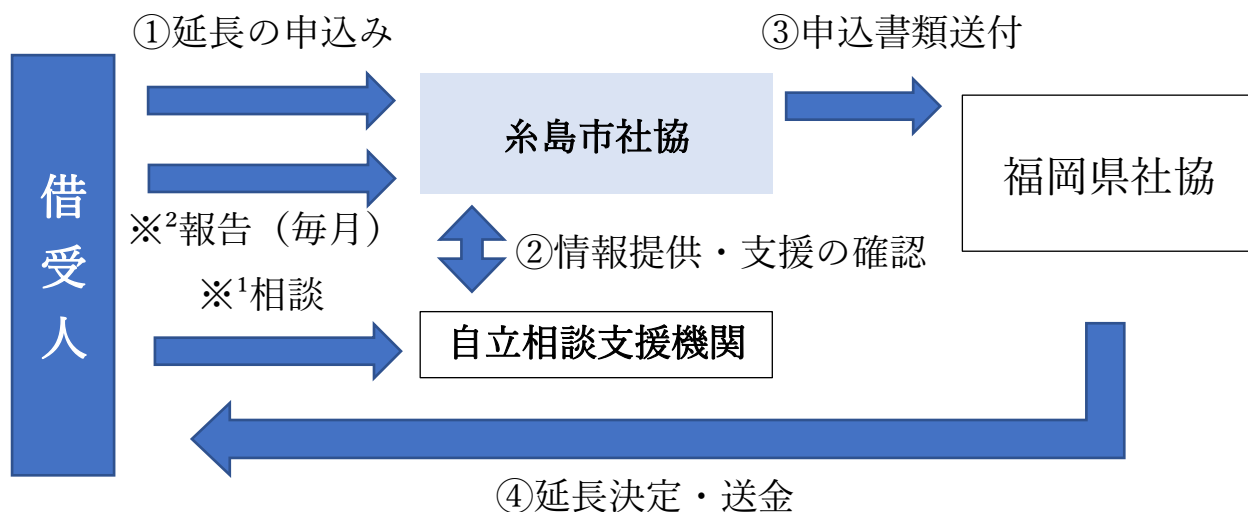 ①延長の申込み
③申込書類送付
借受人
糸島市社協
福岡県社協
※²報告（毎月）
②情報提供・支援の確認
※¹相談
自立相談支援機関
④延長決定・送金